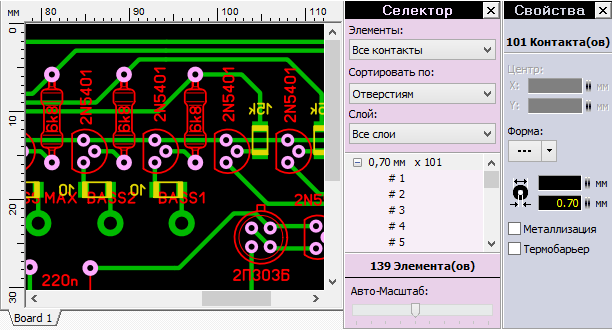 мм 80 90 100 110
0
10
20
30
2N5401
2N5401
2N5401
6k8
6k8
6k8
15k
10
10
MAX BASS2 BASS1
2N5
2П303Б
220n
Board 1
Селектор
Элементы:
Все контакты
Сортировать по:
Отверстиям
Слой:
Все слои
0,70 мм x 101
# 1
# 2
# 3
# 4
# 5
139 Элемента(ов)
Авто-Масштаб:
Свойства
101 Контакта(ов)
Центр:
X: мм
Y: мм
Форма:
---
мм
0.70 мм
Металлизация
Термобарьер